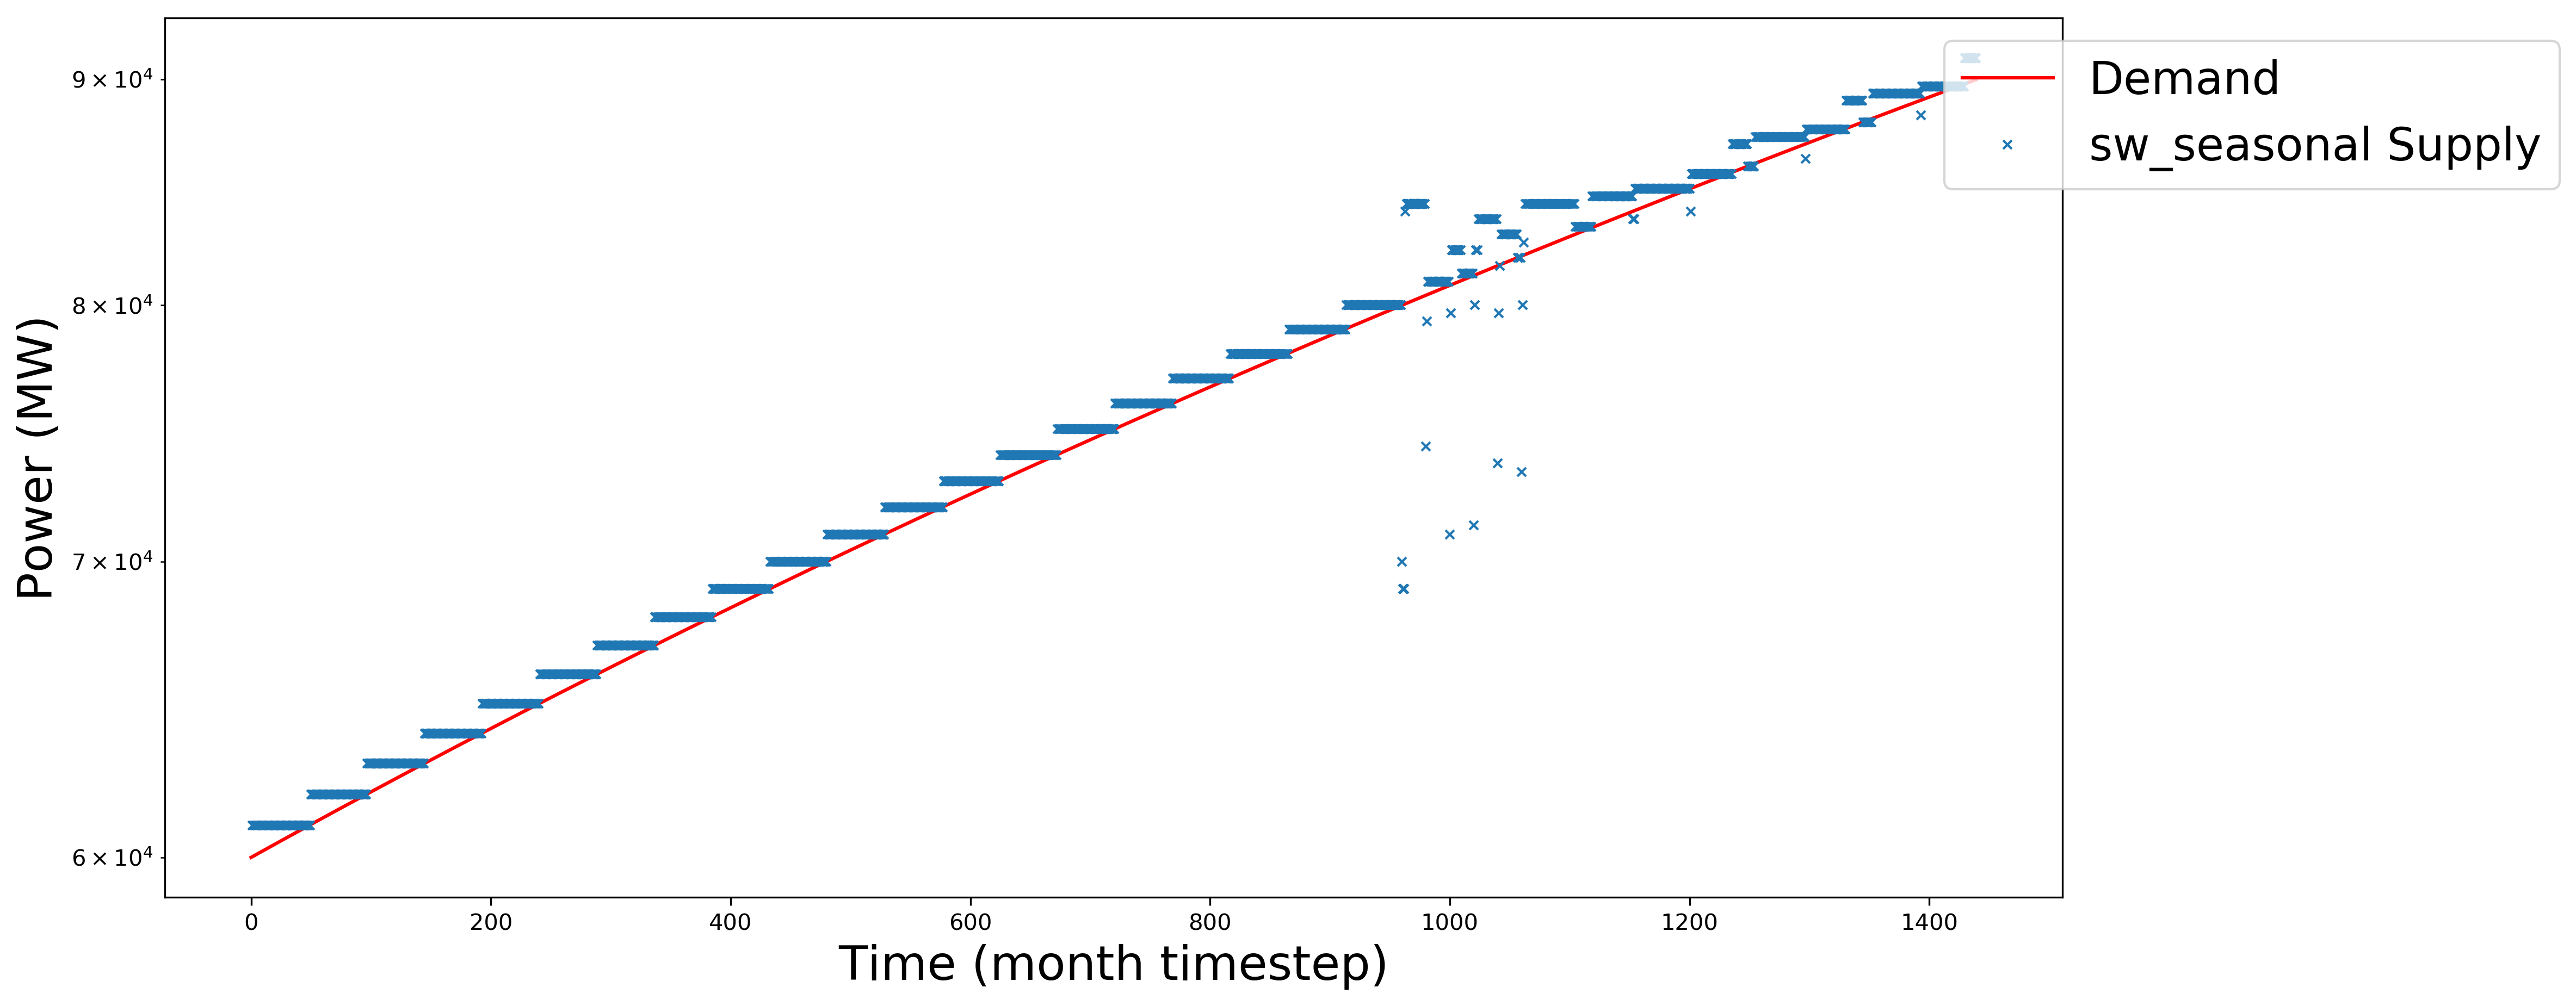 Power (MW)
9 × 10⁴
8 × 10⁴
7 × 10⁴
6 × 10⁴
0 200 400 600 800 1000 1200 1400
Time (month timestep)
Demand
sw_seasonal Supply